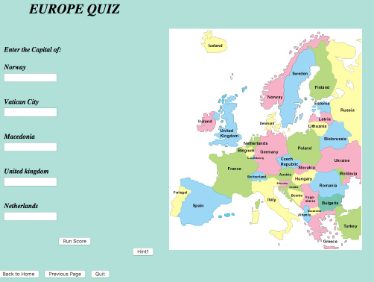 EUROPE QUIZ
Enter the Capital of:
Norway
Vatican City
Macedonia
United kingdom
Netherlands
Run Score
Hint!
Back to Home
Previous Page
Quit
Iceland
Sweden
Finland
Norway
Estonia
Russia
Latvia
Lithuania
Denmark
Ireland
United
Kingdom
Belarus
Netherlands
Belgium
Germany
Poland
Luxembourg
Czech
Republic
Ukraine
Slovakia
Moldova
France
Switzerland
Austria
Hungary
Romania
Italy
Bulgaria
Portugal
Spain
Albania
Greece
Turkey